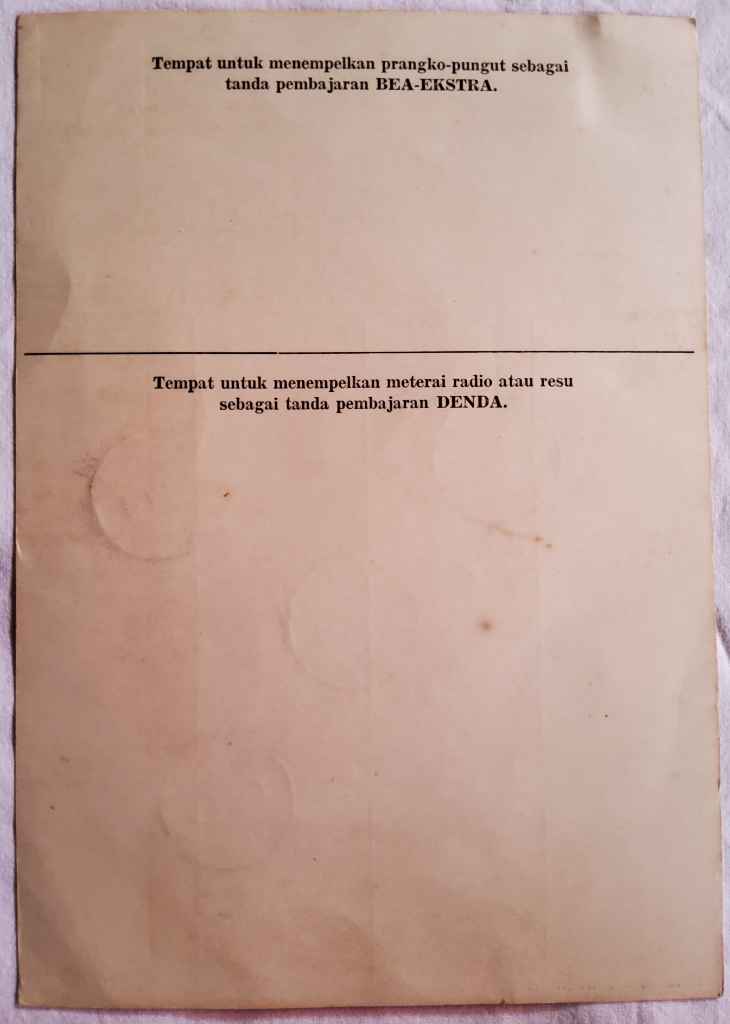 Tempat untuk menempelkan prangko-pungut sebagai
tanda pembajaran BEA-EKSTRA.
Tempat untuk menempelkan meterai radio atau resu
sebagai tanda pembajaran DENDA.